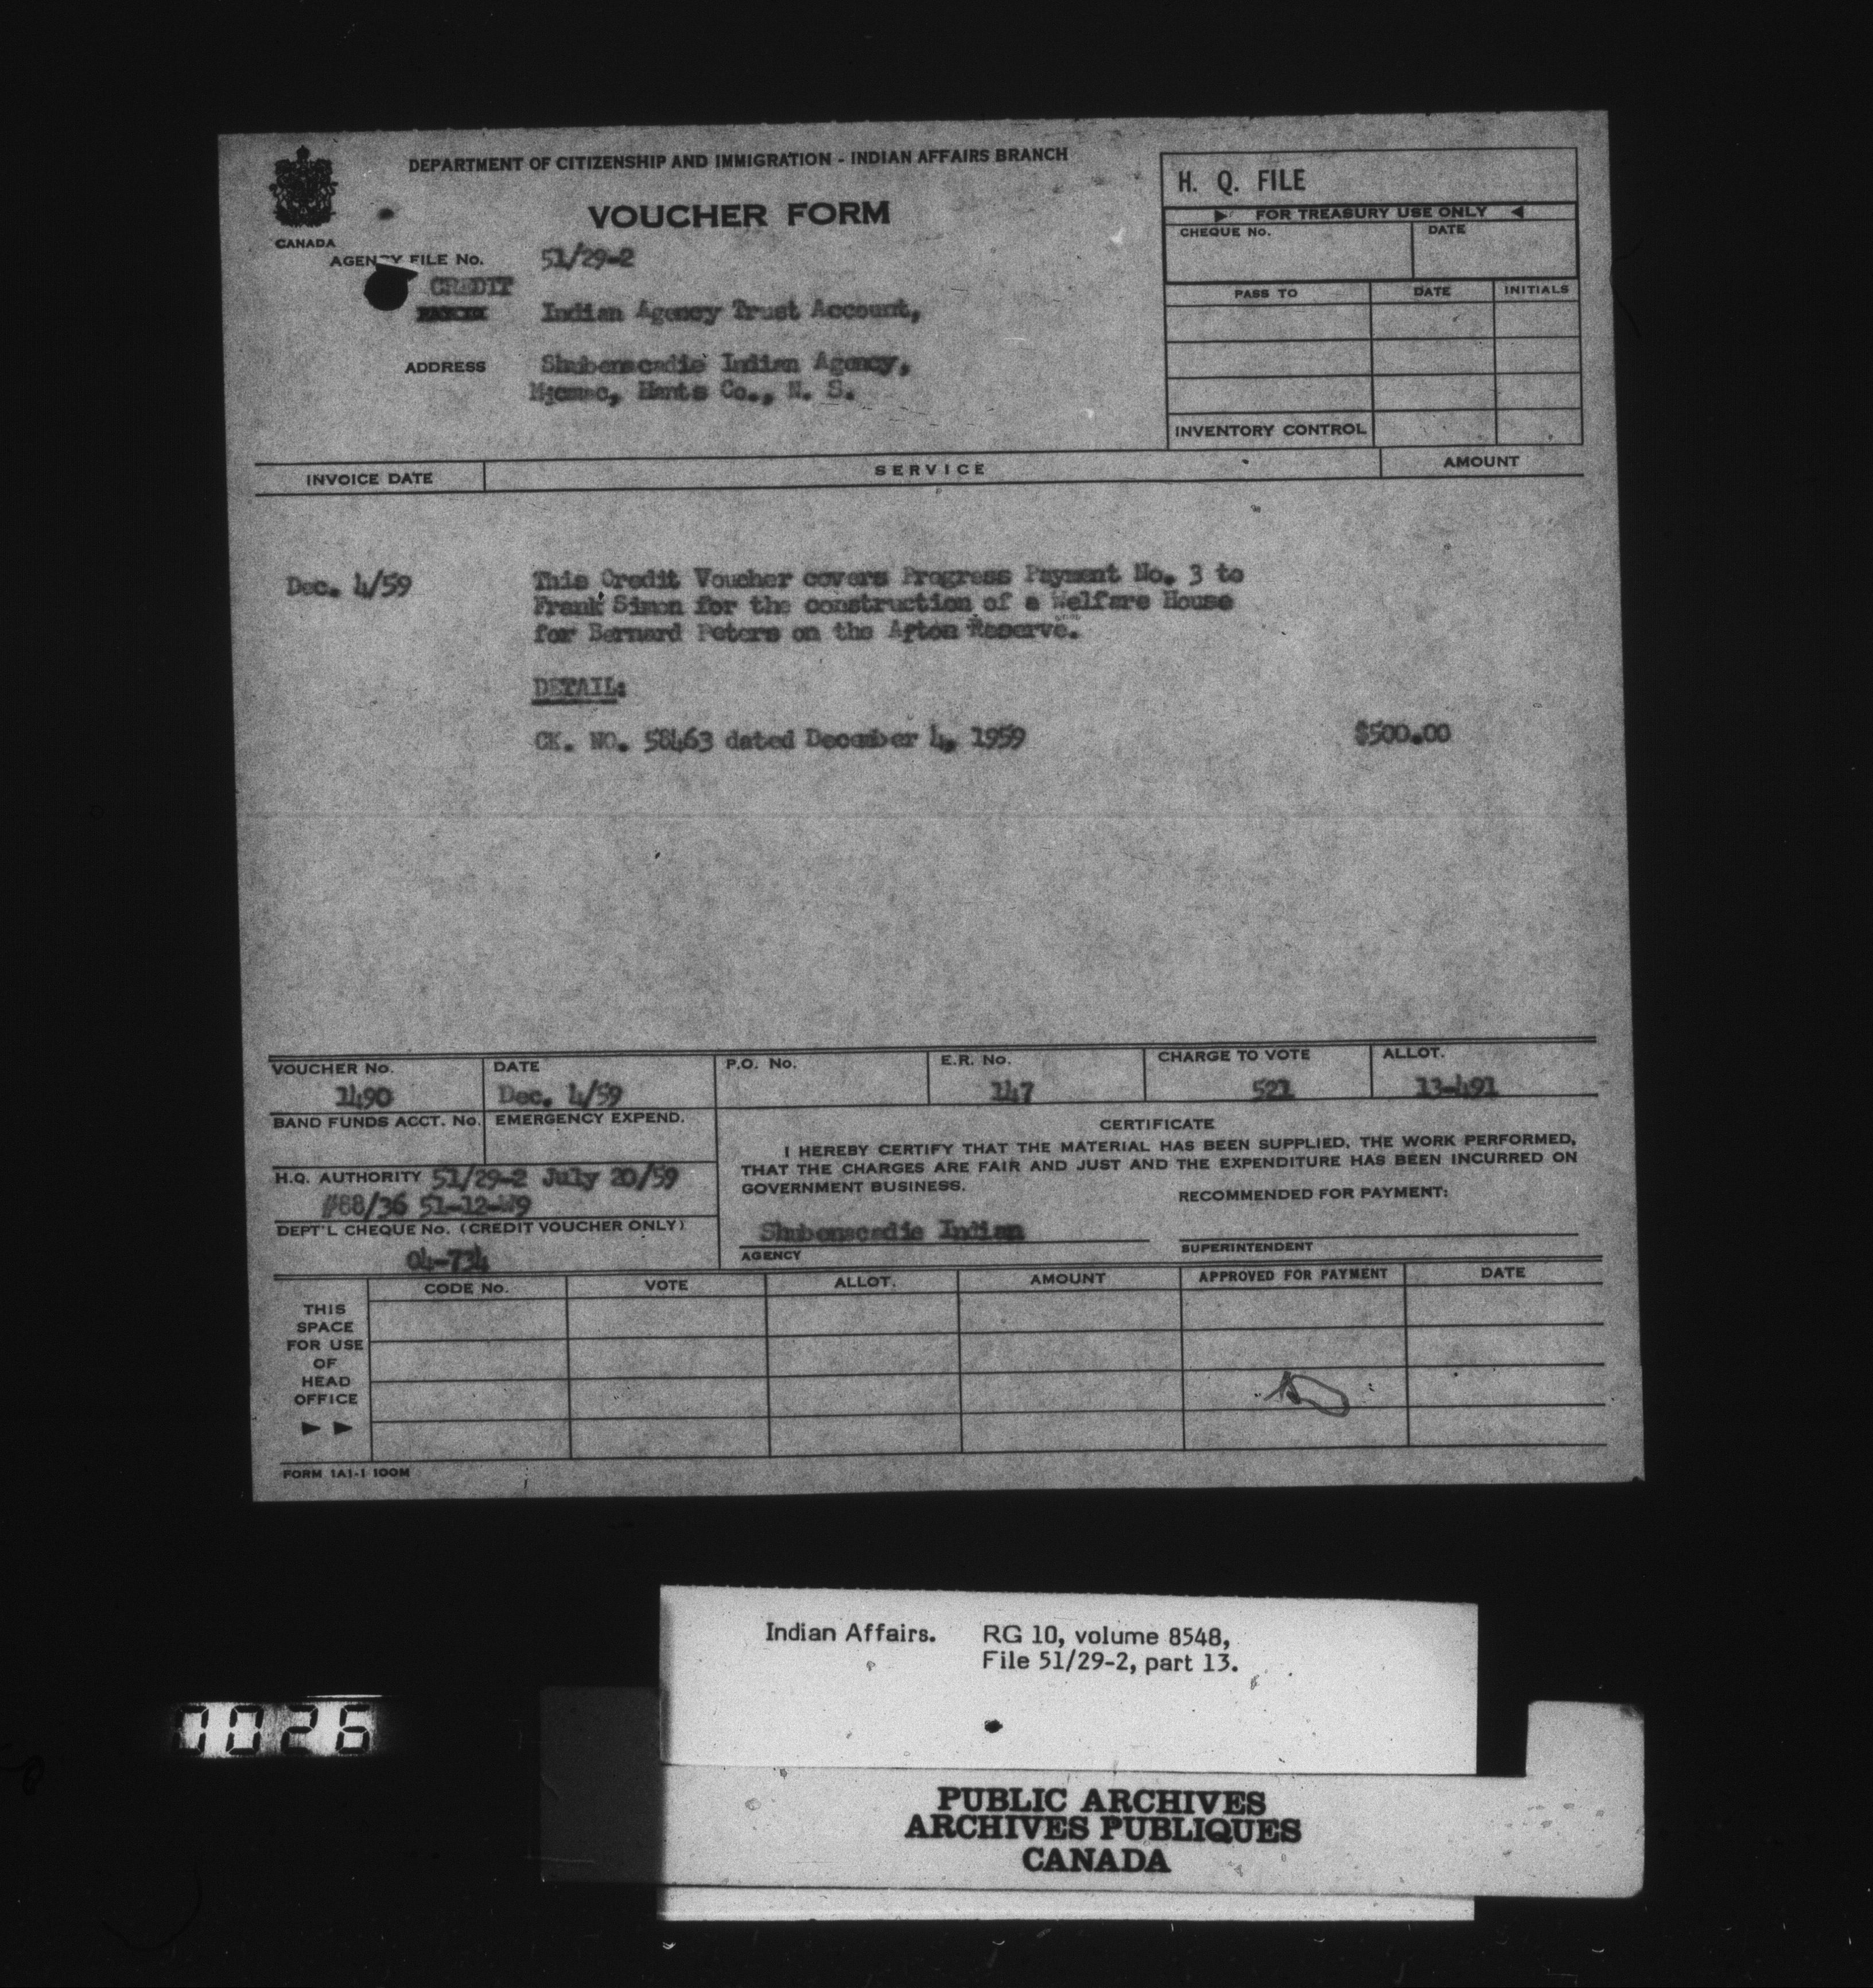 DEPARTMENT OF CITIZENSHIP AND IMMIGRATION - INDIAN AFFAIRS BRANCH
VOUCHER FORM
CANADA
H. Q. FILE
FOR TREASURY USE ONLY
CHEQUE No. DATE
PASS TO DATE INITIALS
INVENTORY CONTROL
AGENCY FILE No. 51/29-2
CREDIT
Indian Agency Trust Account,
ADDRESS Shubenacadie Indian Agency,
Micmac, Hants Co., N. S.
INVOICE DATE SERVICE AMOUNT
Dec. 4/59 This Credit Voucher covers Progress Payment No. 3 to
Frank Simon for the construction of a Welfare House
for Bernard Peters on the Afton Reserve.
DETAIL:
CK. NO. 58463 dated December 4, 1959 $500.00
VOUCHER No. DATE P.O. No. E.R. No. CHARGE TO VOTE ALLOT.
1490 Dec. 4/59 147 521 13-491
BAND FUNDS ACCT. No. EMERGENCY EXPEND.
H.Q. AUTHORITY 51/29-2 July 20/59
#88/36 51-12-W9
DEPT'L CHEQUE No. (CREDIT VOUCHER ONLY)
04-734
CERTIFICATE
I HEREBY CERTIFY THAT THE MATERIAL HAS BEEN SUPPLIED, THE WORK PERFORMED,
THAT THE CHARGES ARE FAIR AND JUST AND THE EXPENDITURE HAS BEEN INCURRED ON
GOVERNMENT BUSINESS.
RECOMMENDED FOR PAYMENT:
Shubenacadie Indian
AGENCY
SUPERINTENDENT
CODE No. VOTE ALLOT. AMOUNT APPROVED FOR PAYMENT DATE
THIS
SPACE
FOR USE
OF
HEAD
OFFICE
FORM 1A1-1 100M
Indian Affairs. RG 10, volume 8548,
File 51/29-2, part 13.
7026
PUBLIC ARCHIVES
ARCHIVES PUBLIQUES
CANADA